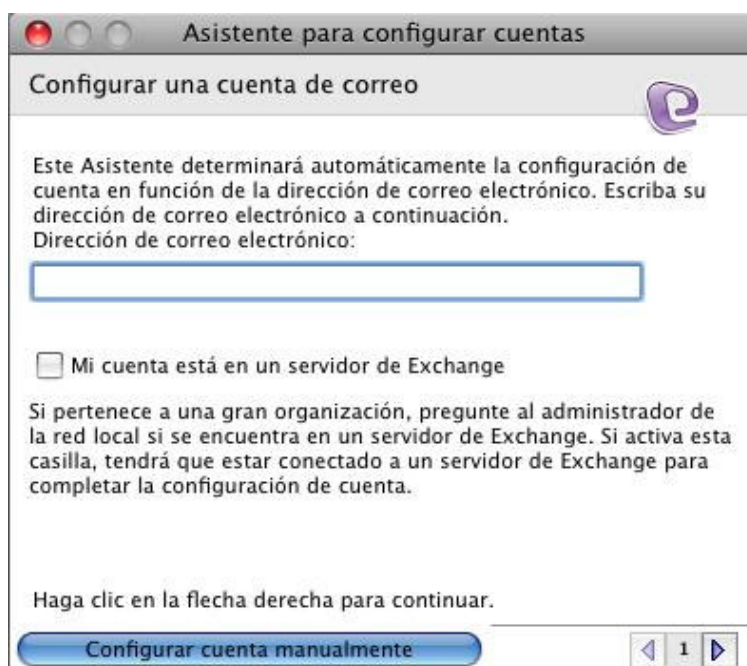 Asistente para configurar cuentas
Configurar una cuenta de correo
Este Asistente determinará automáticamente la configuración de
cuenta en función de la dirección de correo electrónico. Escriba su
dirección de correo electrónico a continuación.
Dirección de correo electrónico:
Mi cuenta está en un servidor de Exchange
Si pertenece a una gran organización, pregunte al administrador de
la red local si se encuentra en un servidor de Exchange. Si activa esta
casilla, tendrá que estar conectado a un servidor de Exchange para
completar la configuración de cuenta.
Haga clic en la flecha derecha para continuar.
Configurar cuenta manualmente
1